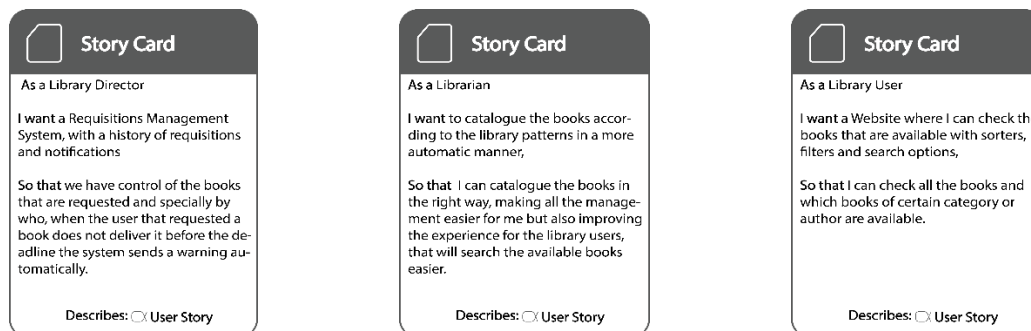 Story Card
As a Library Director
I want a Requisitions Management
System, with a history of requisitions
and notifications
So that we have control of the books
that are requested and specially by
who, when the user that requested a
book does not deliver it before the de-
adline the system sends a warning au-
tomatically.
Describes: User Story
Story Card
As a Librarian
I want to catalogue the books accor-
ding to the library patterns in a more
automatic manner,
So that I can catalogue the books in
the right way, making all the manage-
ment easier for me but also improving
the experience for the library users,
that will search the available books
easier.
Describes: User Story
Story Card
As a Library User
I want a Website where I can check th
books that are available with sorters,
filters and search options,
So that I can check all the books and
which books of certain category or
author are available.
Describes: User Story